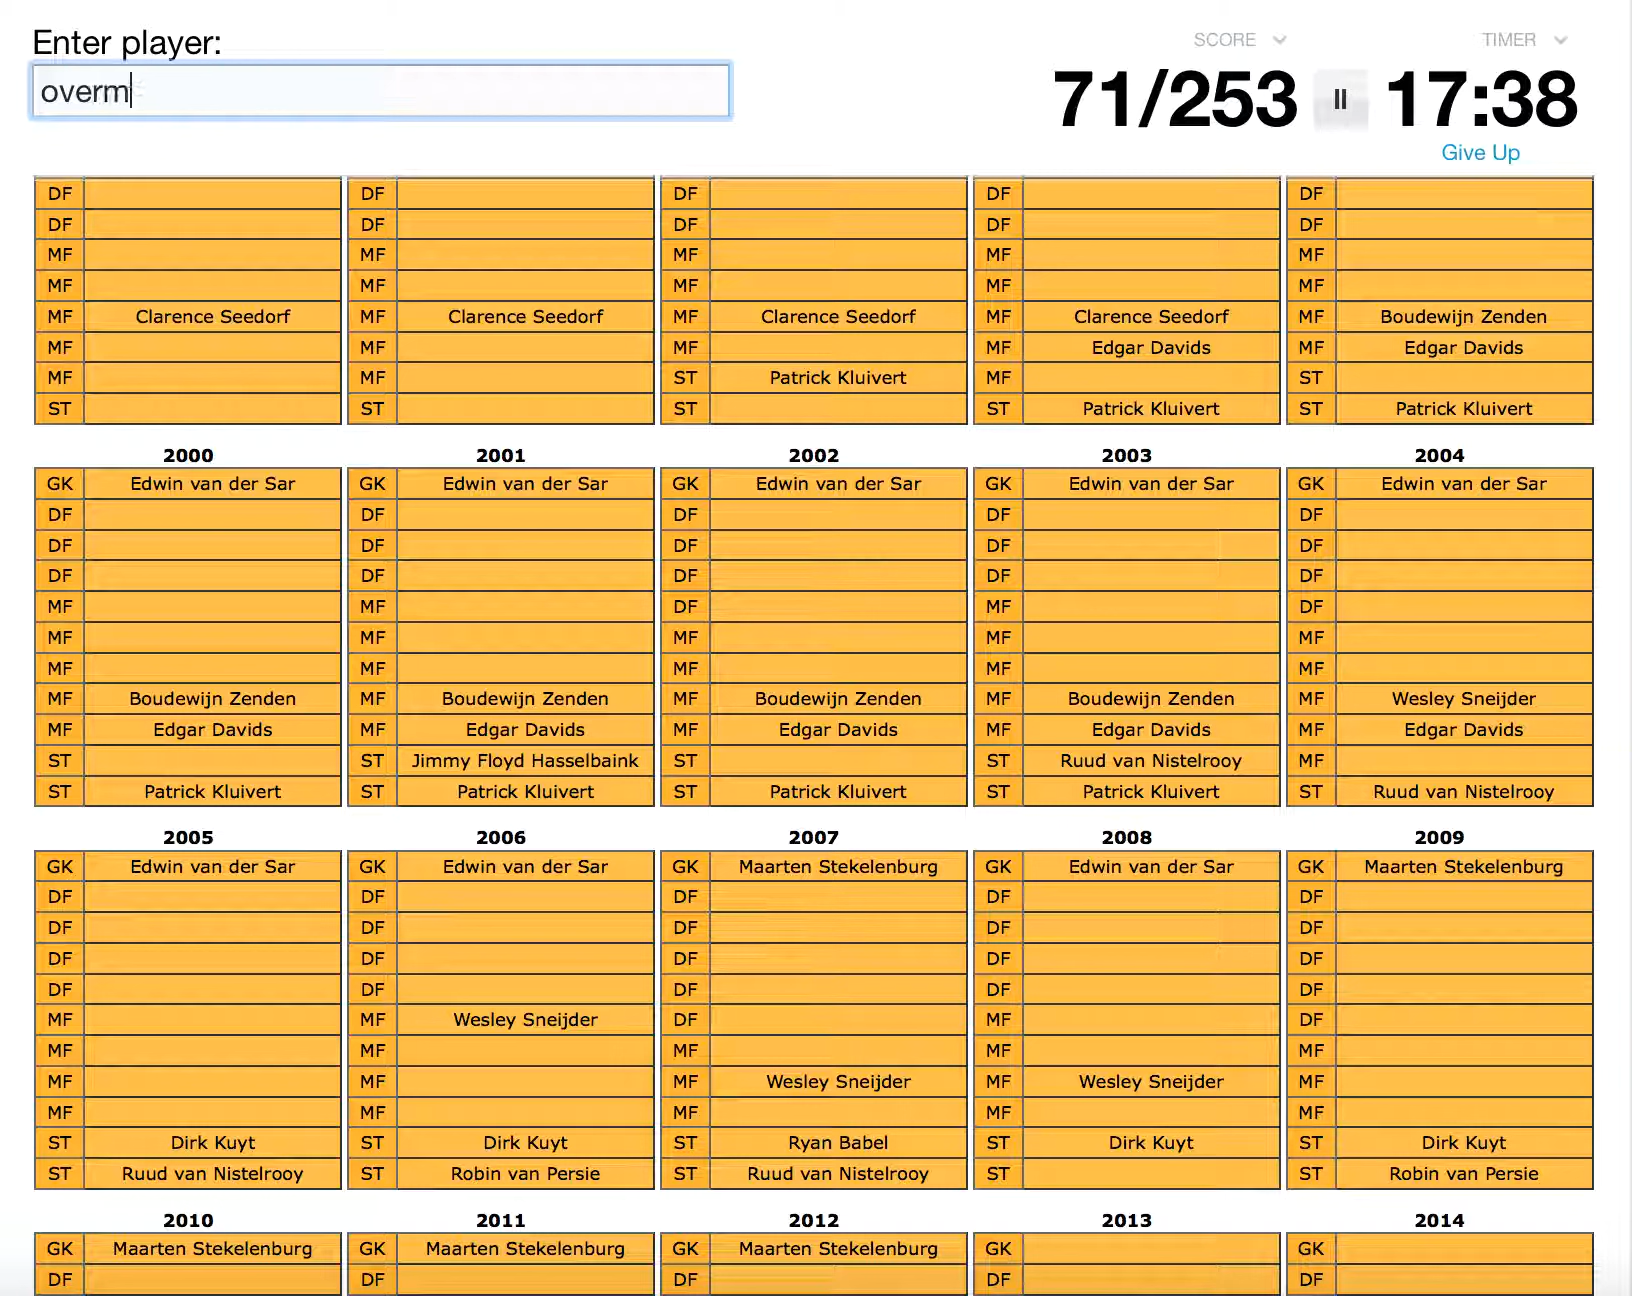 Enter player:
SCORE
TIMER
overm
71/253
17:38
Give Up
DF DF DF DF DF
DF DF DF DF DF
MF MF MF MF MF
MF MF MF MF MF
MF Clarence Seedorf MF Clarence Seedorf MF Clarence Seedorf MF Clarence Seedorf MF Boudewijn Zenden
MF MF MF MF Edgar Davids MF Edgar Davids
MF MF ST Patrick Kluivert MF ST
ST ST ST ST Patrick Kluivert ST Patrick Kluivert
2000 2001 2002 2003 2004
GK Edwin van der Sar GK Edwin van der Sar GK Edwin van der Sar GK Edwin van der Sar GK Edwin van der Sar
DF DF DF DF DF
DF DF DF DF DF
DF DF DF DF DF
MF MF DF MF DF
MF MF MF MF MF
MF MF MF MF MF
MF Boudewijn Zenden MF Boudewijn Zenden MF Boudewijn Zenden MF Boudewijn Zenden MF Wesley Sneijder
MF Edgar Davids MF Edgar Davids MF Edgar Davids MF Edgar Davids MF Edgar Davids
ST ST Jimmy Floyd Hasselbaink ST ST Ruud van Nistelrooy MF
ST Patrick Kluivert ST Patrick Kluivert ST Patrick Kluivert ST Patrick Kluivert ST Ruud van Nistelrooy
2005 2006 2007 2008 2009
GK Edwin van der Sar GK Edwin van der Sar GK Maarten Stekelenburg GK Edwin van der Sar GK Maarten Stekelenburg
DF DF DF DF DF
DF DF DF DF DF
DF DF DF DF DF
DF DF DF DF DF
MF MF Wesley Sneijder DF MF DF
MF MF MF MF MF
MF MF MF Wesley Sneijder MF Wesley Sneijder MF
MF MF MF MF MF
ST Dirk Kuyt ST Dirk Kuyt ST Ryan Babel ST Dirk Kuyt ST Dirk Kuyt
ST Ruud van Nistelrooy ST Robin van Persie ST Ruud van Nistelrooy ST ST Robin van Persie
2010 2011 2012 2013 2014
GK Maarten Stekelenburg GK Maarten Stekelenburg GK Maarten Stekelenburg GK GK
DF DF DF DF DF